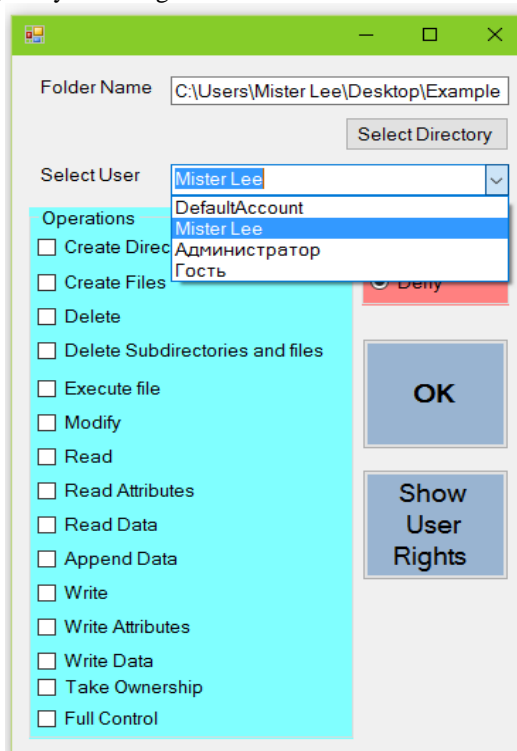 Folder Name C:\Users\Mister Lee\Desktop\Example
Select Directory
Select User Mister Lee
DefaultAccount
Mister Lee
Администратор
Гость
Operations
Create Direc
Create Files
Deny
Delete
Delete Subdirectories and files
Execute file
OK
Modify
Read
Read Attributes
Show
User
Rights
Read Data
Append Data
Write
Write Attributes
Write Data
Take Ownership
Full Control